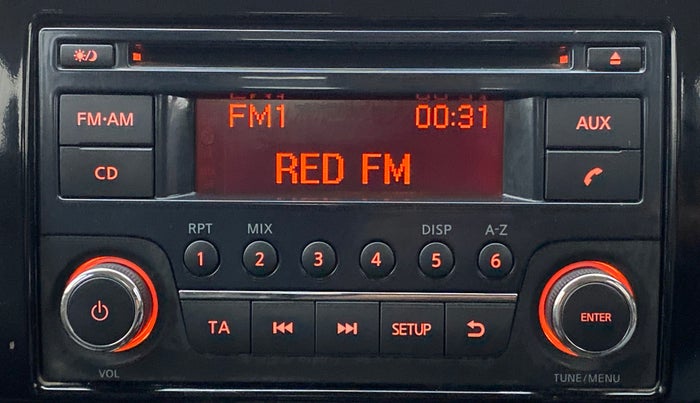 FM·AM
CD
FM1 00:31
RED FM
AUX
RPT MIX DISP A-Z
1 2 3 4 5 6
TA SETUP
ENTER
VOL
TUNE/MENU